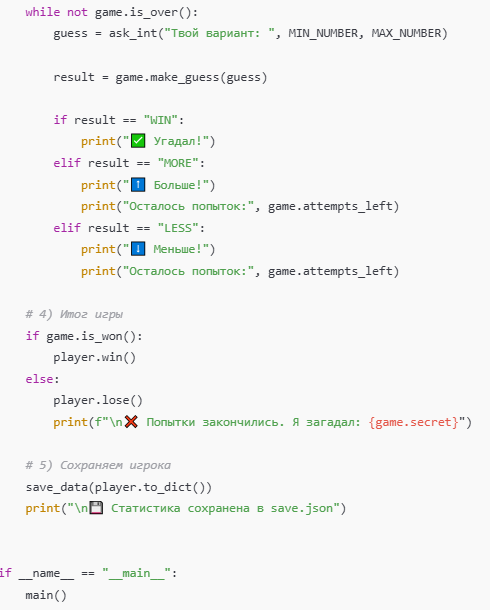 while not game.is_over():
guess = ask_int("Твой вариант: ", MIN_NUMBER, MAX_NUMBER)
result = game.make_guess(guess)
if result == "WIN":
print("✅ Угадал!")
elif result == "MORE":
print("⬆️ Больше!")
print("Осталось попыток:", game.attempts_left)
elif result == "LESS":
print("⬇️ Меньше!")
print("Осталось попыток:", game.attempts_left)
# 4) Итог игры
if game.is_won():
player.win()
else:
player.lose()
print(f"\n❌ Попытки закончились. Я загадал: {game.secret}")
# 5) Сохраняем игрока
save_data(player.to_dict())
print("\n💾 Статистика сохранена в save.json")
if __name__ == "__main__":
main()